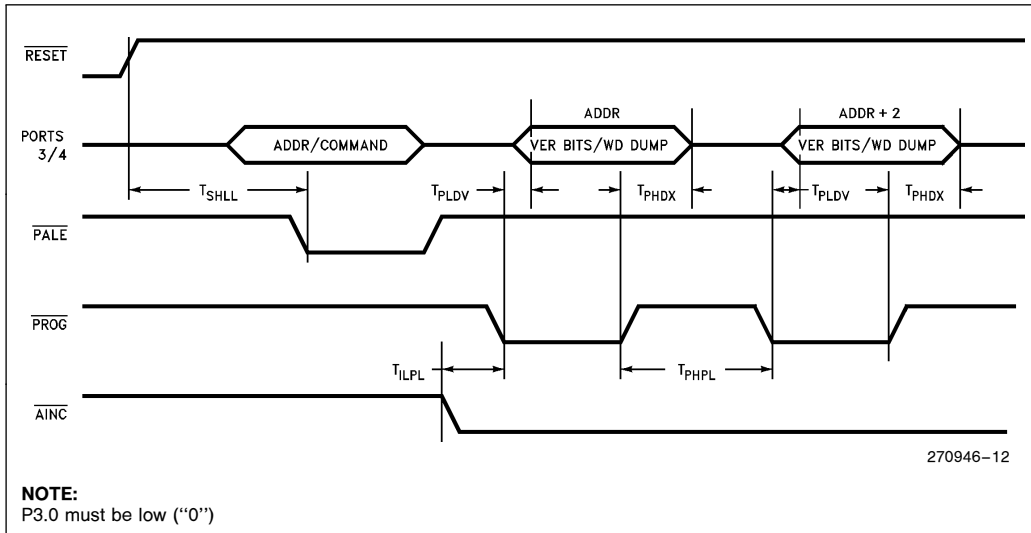 RESET
PORTS
3/4
ADDR/COMMAND
ADDR
VER BITS/WD DUMP
ADDR + 2
VER BITS/WD DUMP
TSHLL
TPLDV
TPHDX
TPLDV
TPHDX
PALE
PROG
TILPL
TPHPL
AINC
270946–12
NOTE:
P3.0 must be low (‘‘0’’)